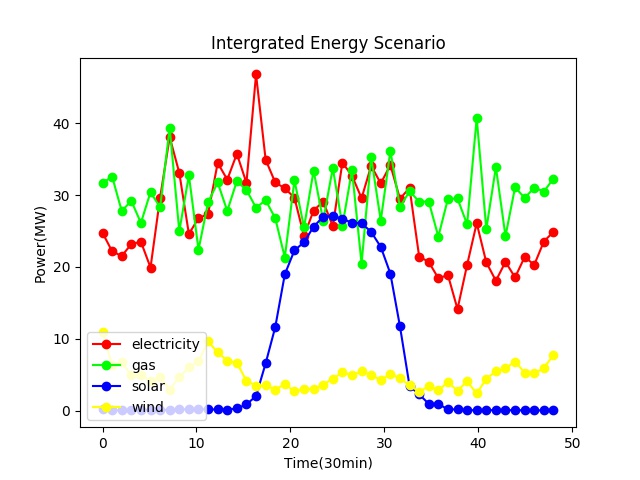 Intergrated Energy Scenario
Power(MW)
40
30
20
10
0
electricity
gas
solar
wind
0 10 20 30 40 50
Time(30min)